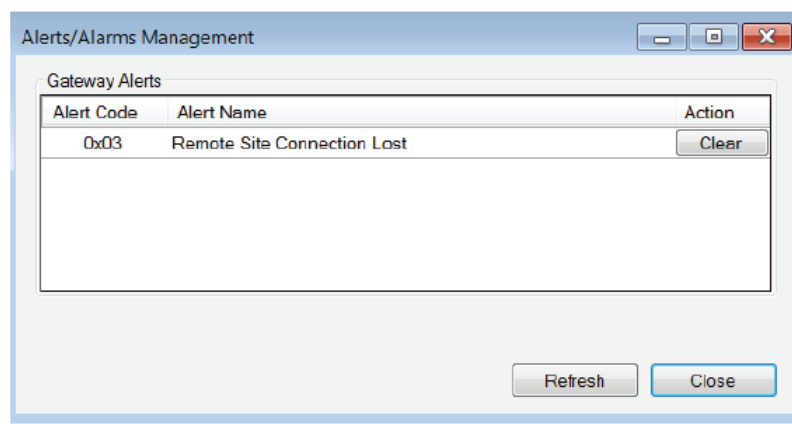 Alerts/Alarms Management
Gateway Alerts
Alert Code Alert Name Action
0x03 Remote Site Connection Lost Clear
Refresh Close